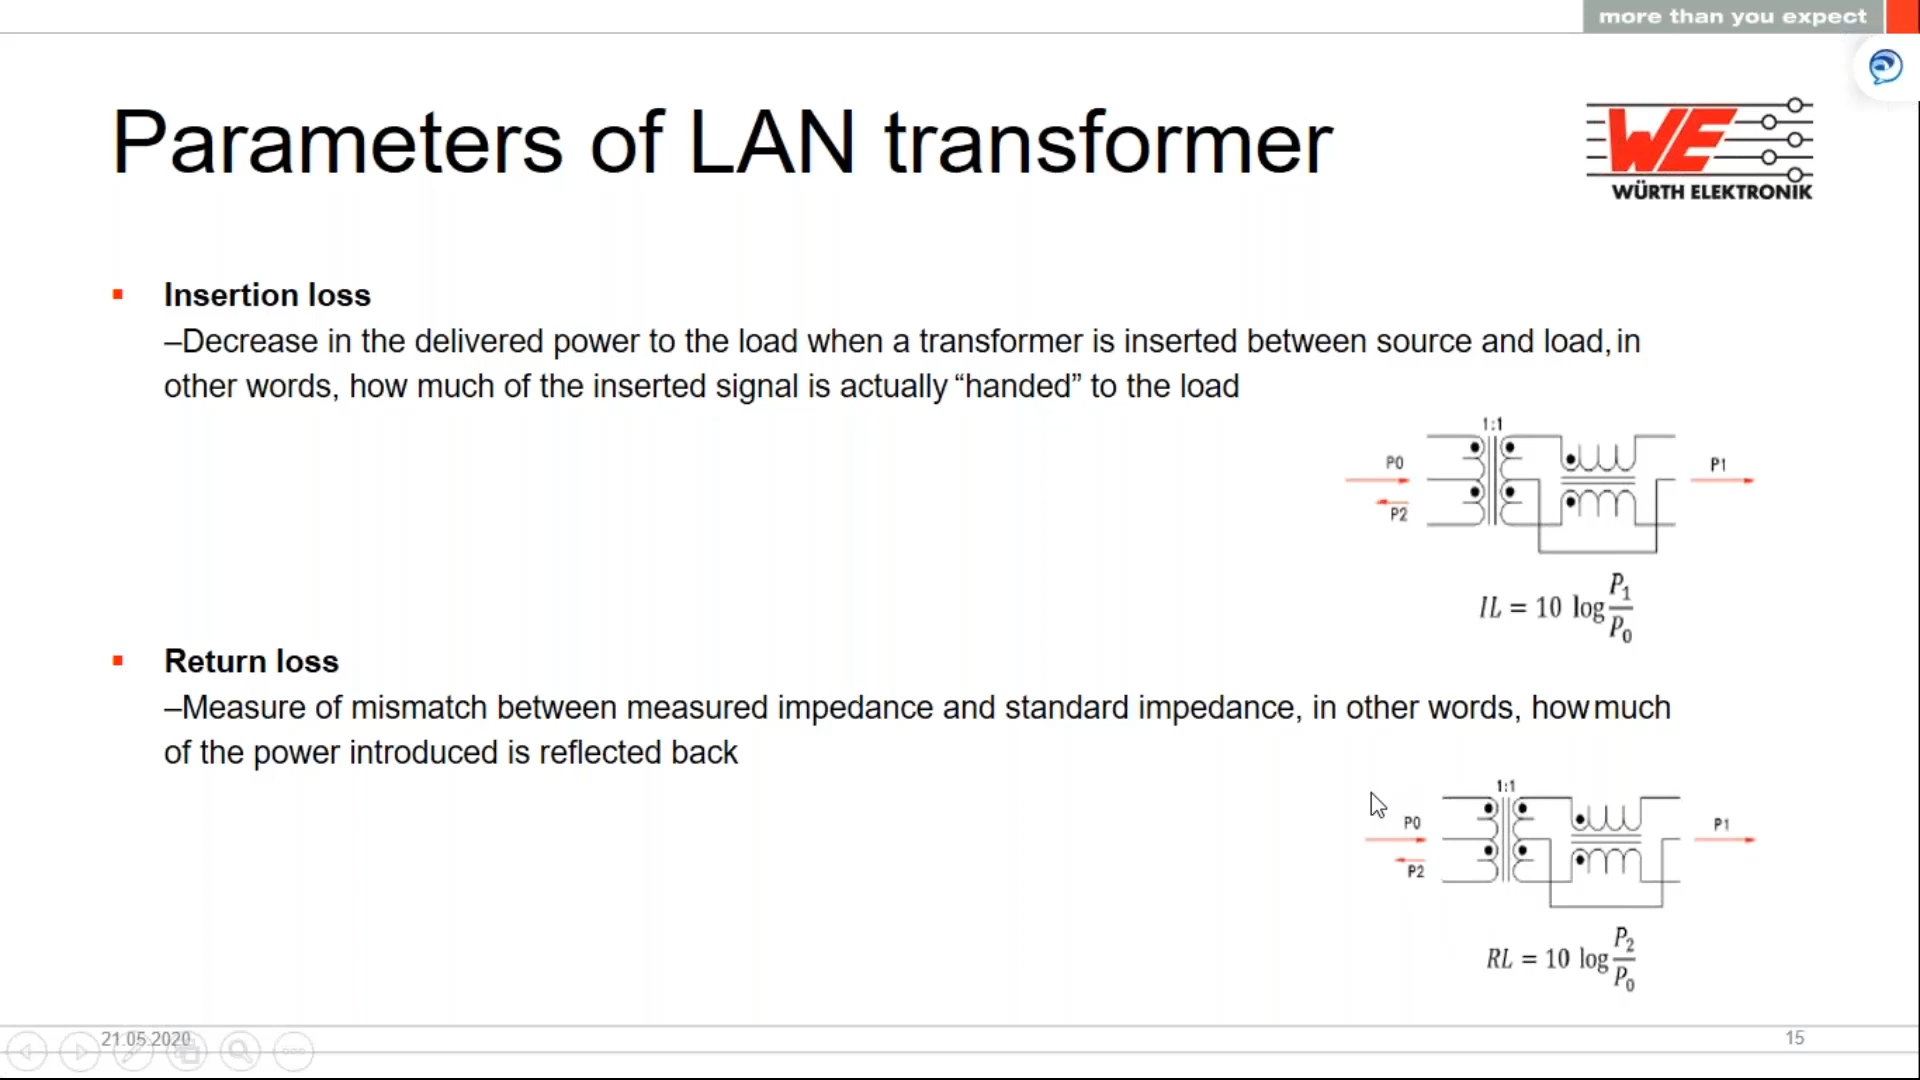 more than you expect
Parameters of LAN transformer
WE
WÜRTH ELEKTRONIK
▪ Insertion loss
–Decrease in the delivered power to the load when a transformer is inserted between source and load, in
other words, how much of the inserted signal is actually “handed” to the load
1:1
P0
P1
P2
IL = 10 log P₁/P₀
▪ Return loss
–Measure of mismatch between measured impedance and standard impedance, in other words, how much
of the power introduced is reflected back
1:1
P0
P1
P2
RL = 10 log P₂/P₀
21.05.2020
15